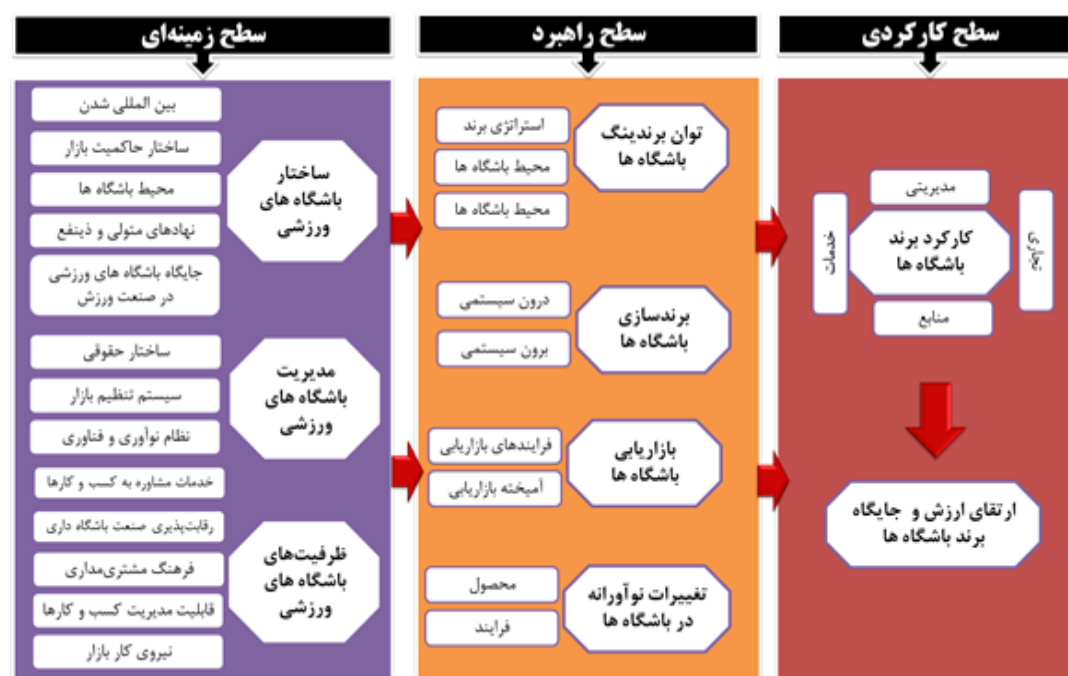 سطح زمینه‌ای
سطح راهبرد
سطح کارکردی
بین المللی شدن
ساختار حاکمیت بازار
محیط باشگاه ها
نهادهای متولی و ذینفع
جایگاه باشگاه های ورزشی
در صنعت ورزش
ساختار
باشگاه های
ورزشی
ساختار حقوقی
سیستم تنظیم بازار
نظام نوآوری و فناوری
خدمات مشاوره به کسب و کارها
مدیریت
باشگاه های
ورزشی
رقابت‌پذیری صنعت باشگاه داری
فرهنگ مشتری‌مداری
قابلیت مدیریت کسب و کارها
نیروی کار بازار
ظرفیت‌های
باشگاه های
ورزشی
استراتژی برند
محیط باشگاه ها
محیط باشگاه ها
توان برندینگ
باشگاه ها
درون سیستمی
برون سیستمی
برندسازی
باشگاه ها
فرایندهای بازاریابی
آمیخته بازاریابی
بازاریابی
باشگاه ها
محصول
فرایند
تغییرات نوآورانه
در باشگاه ها
مدیریتی
خدمات
کارکرد برند
باشگاه ها
تجاری
منابع
ارتقای ارزش و جایگاه
برند باشگاه ها